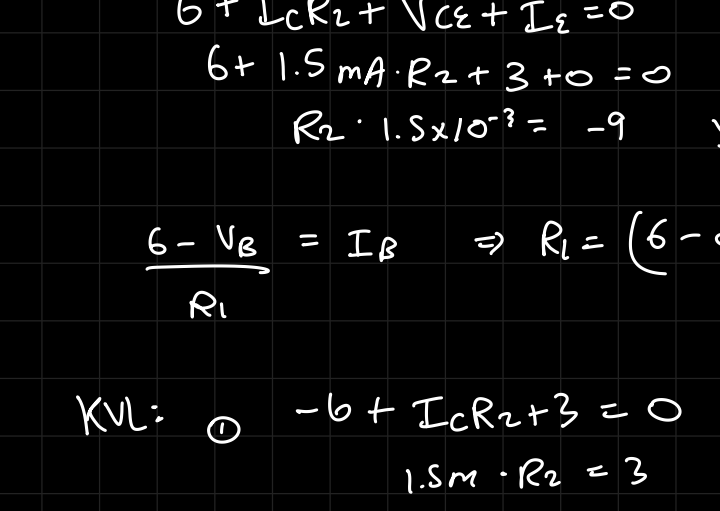 6 + ICR2 + VCE + IE = 0
6 + 1.5 mA · R2 + 3 + 0 = 0
R2 · 1.5x10^-3 = -9
6 - VB / R1 = IB ⇒ R1 = (6 -
KVL: ① -6 + ICR2 + 3 = 0
1.5m · R2 = 3